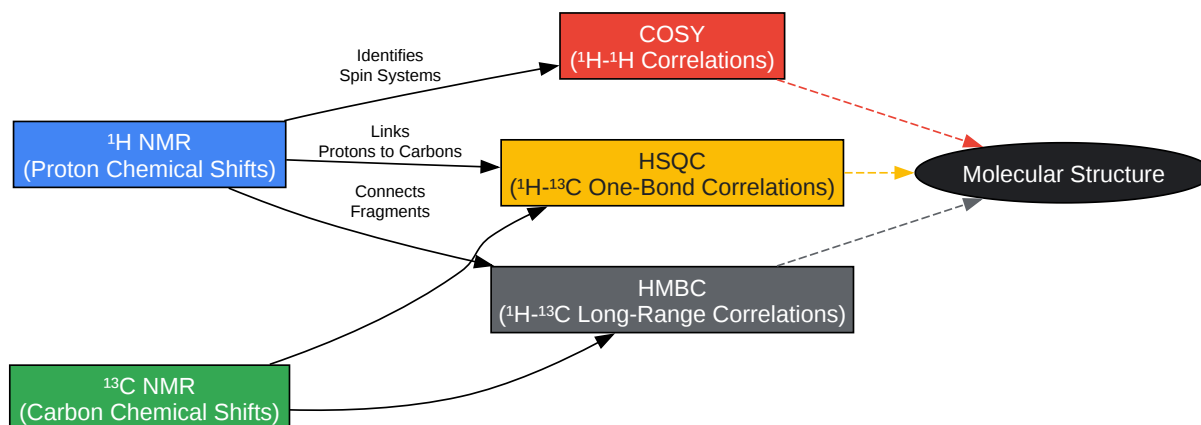 COSY
(¹H-¹H Correlations)
Identifies
Spin Systems
¹H NMR
(Proton Chemical Shifts)
Links
Protons to Carbons
HSQC
(¹H-¹³C One-Bond Correlations)
Molecular Structure
Connects
Fragments
HMBC
(¹H-¹³C Long-Range Correlations)
¹³C NMR
(Carbon Chemical Shifts)